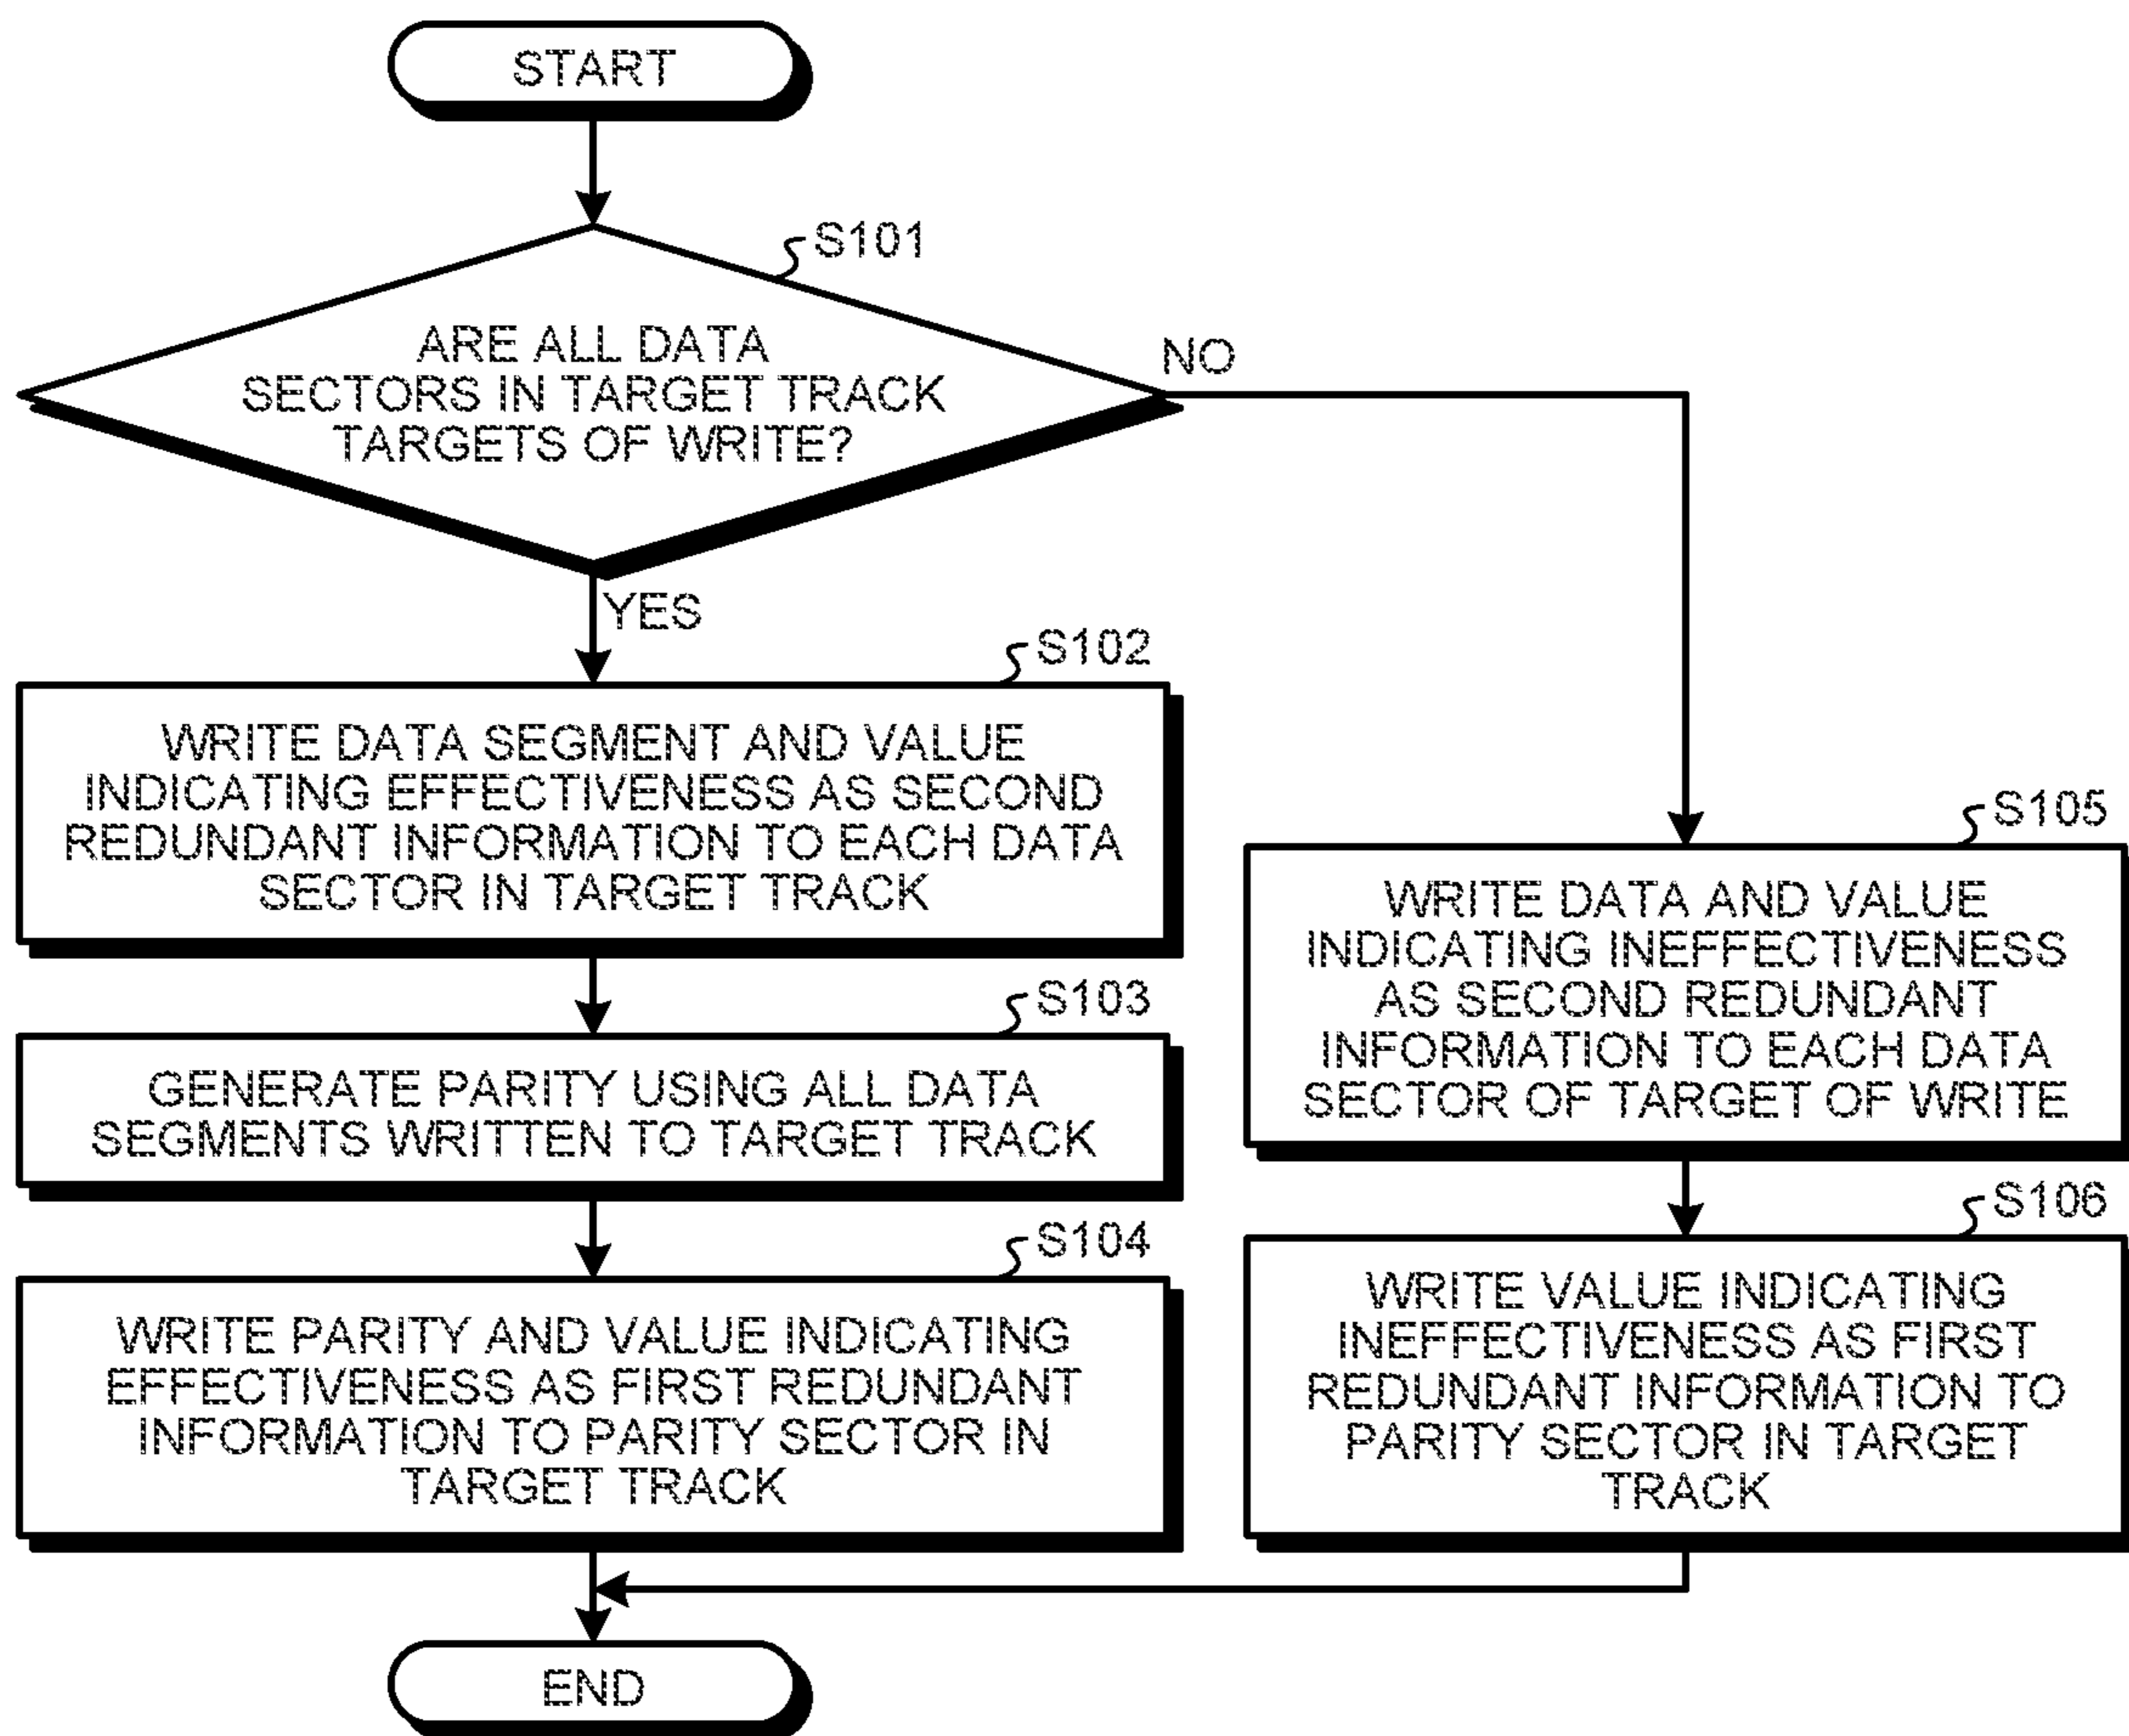 START
S101
ARE ALL DATA
SECTORS IN TARGET TRACK
TARGETS OF WRITE?
NO
YES
S102
WRITE DATA SEGMENT AND VALUE
INDICATING EFFECTIVENESS AS SECOND
REDUNDANT INFORMATION TO EACH DATA
SECTOR IN TARGET TRACK
S103
GENERATE PARITY USING ALL DATA
SEGMENTS WRITTEN TO TARGET TRACK
S104
WRITE PARITY AND VALUE INDICATING
EFFECTIVENESS AS FIRST REDUNDANT
INFORMATION TO PARITY SECTOR IN
TARGET TRACK
S105
WRITE DATA AND VALUE
INDICATING INEFFECTIVENESS
AS SECOND REDUNDANT
INFORMATION TO EACH DATA
SECTOR OF TARGET OF WRITE
S106
WRITE VALUE INDICATING
INEFFECTIVENESS AS FIRST
REDUNDANT INFORMATION TO
PARITY SECTOR IN TARGET
TRACK
END